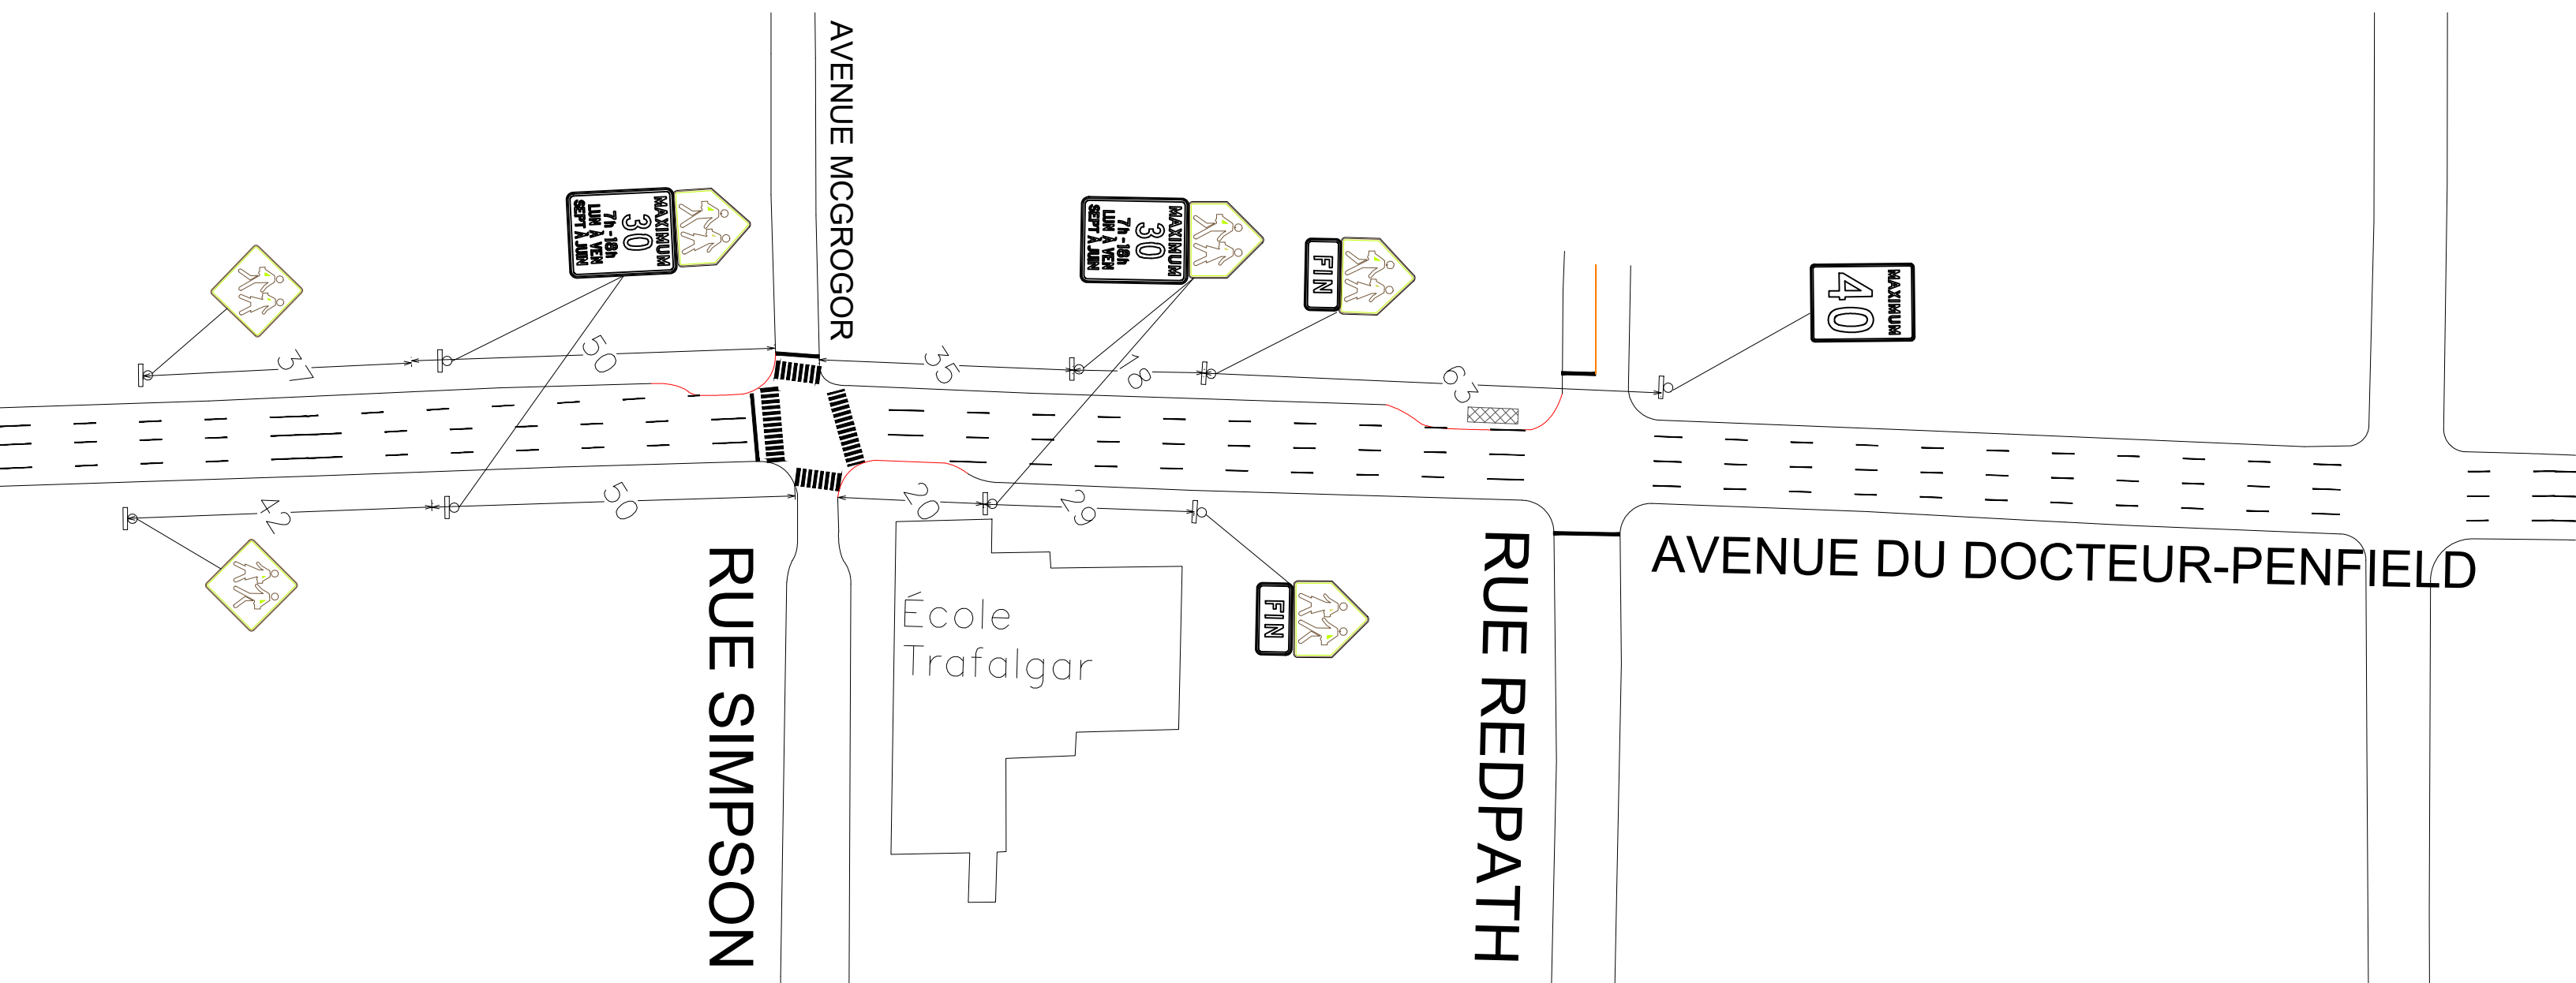 AVENUE MCGROGOR
MAXIMUM
30
7h-18h
LUN À VEN
SEPT À JUIN
MAXIMUM
30
7h-18h
LUN À VEN
SEPT À JUIN
FIN
MAXIMUM
40
37
50
35
18
63
42
50
20
29
FIN
École
Trafalgar
RUE SIMPSON
RUE REDPATH
AVENUE DU DOCTEUR-PENFIELD